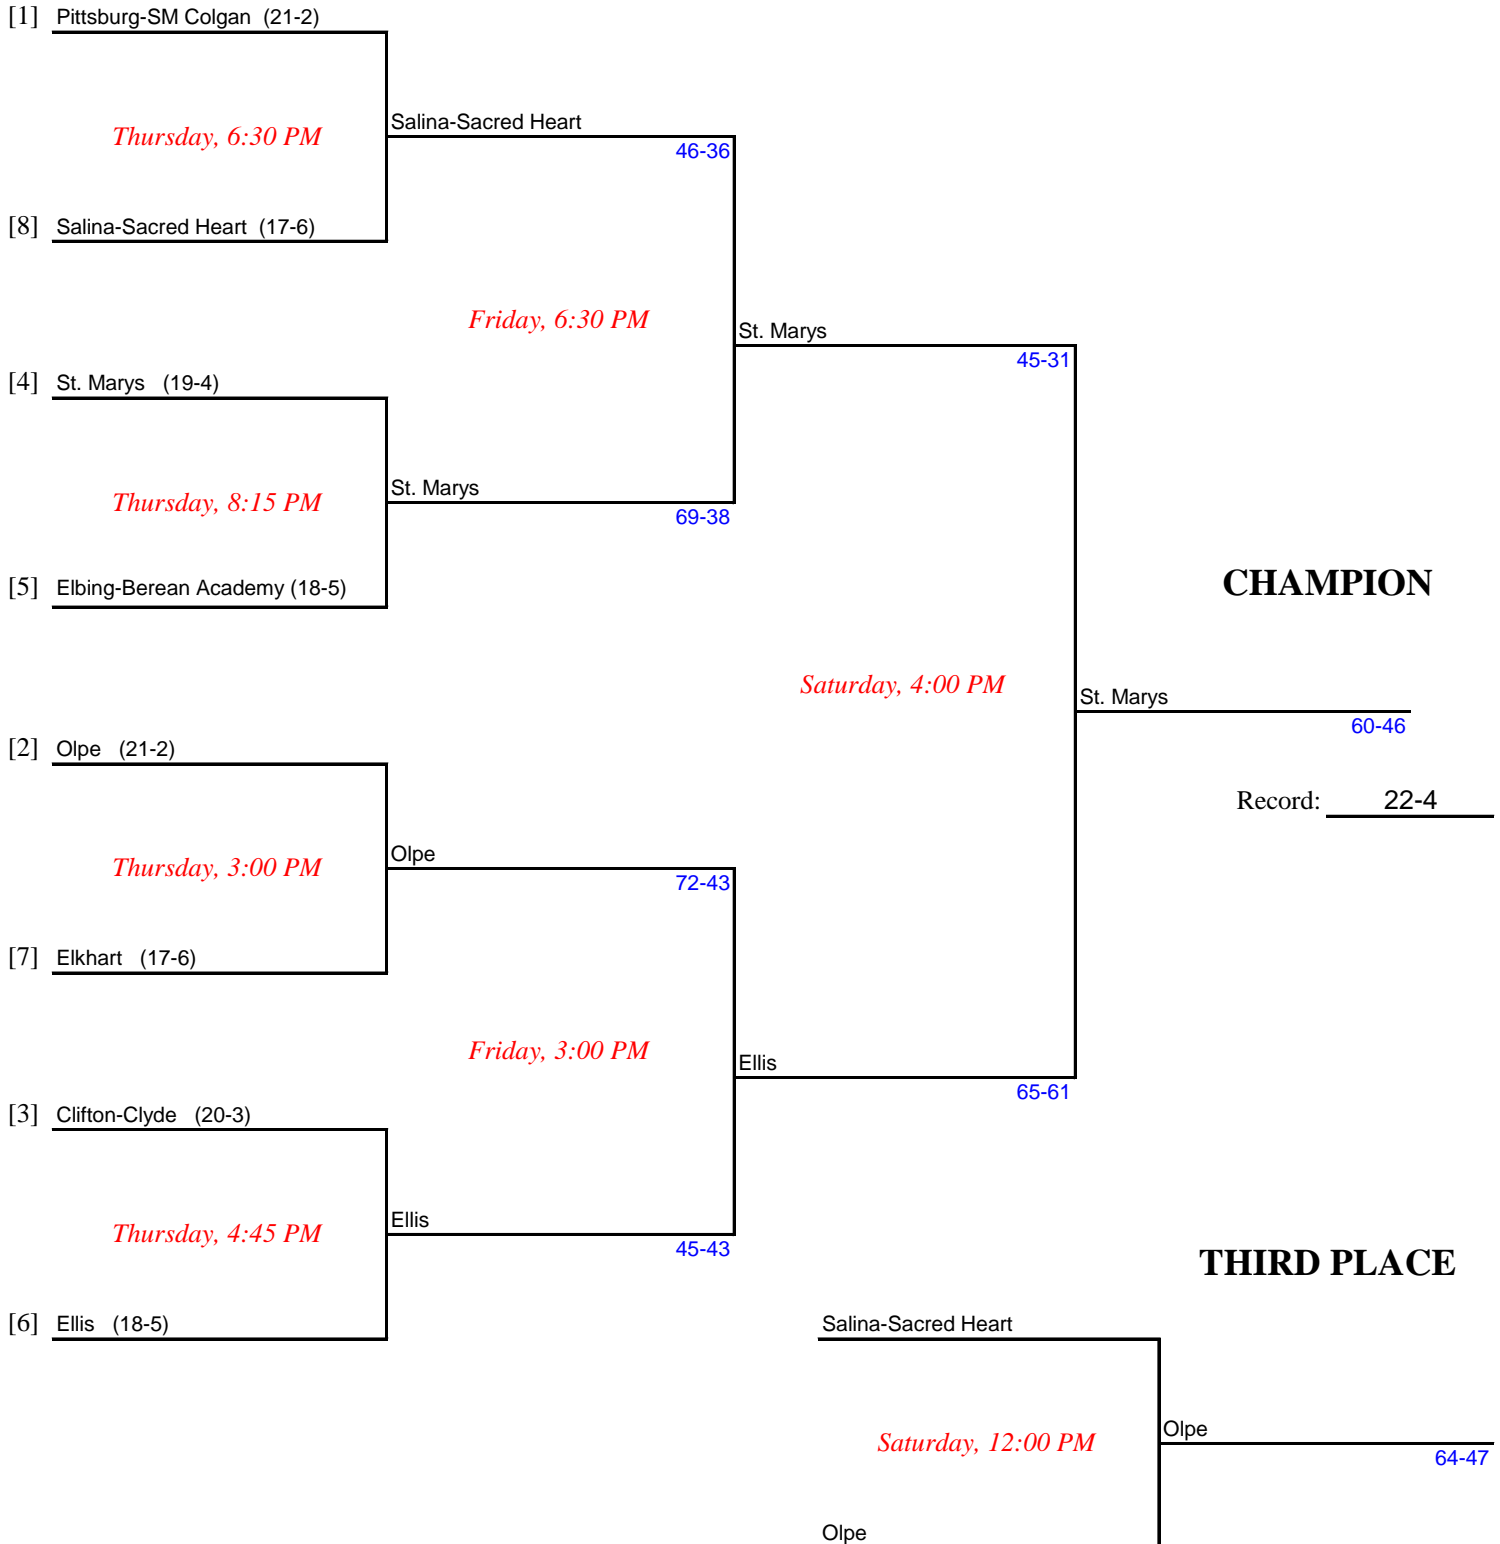 [1] Pittsburg-SM Colgan (21-2)
Salina-Sacred Heart
Thursday, 6:30 PM
46-36
[8] Salina-Sacred Heart (17-6)
Friday, 6:30 PM
St. Marys
45-31
[4] St. Marys (19-4)
St. Marys
Thursday, 8:15 PM
69-38
[5] Elbing-Berean Academy (18-5)
CHAMPION
Saturday, 4:00 PM
St. Marys
60-46
[2] Olpe (21-2)
Record: 22-4
Olpe
Thursday, 3:00 PM
72-43
[7] Elkhart (17-6)
Friday, 3:00 PM
Ellis
65-61
[3] Clifton-Clyde (20-3)
Ellis
Thursday, 4:45 PM
45-43
THIRD PLACE
[6] Ellis (18-5)
Salina-Sacred Heart
Olpe
Saturday, 12:00 PM
64-47
Olpe